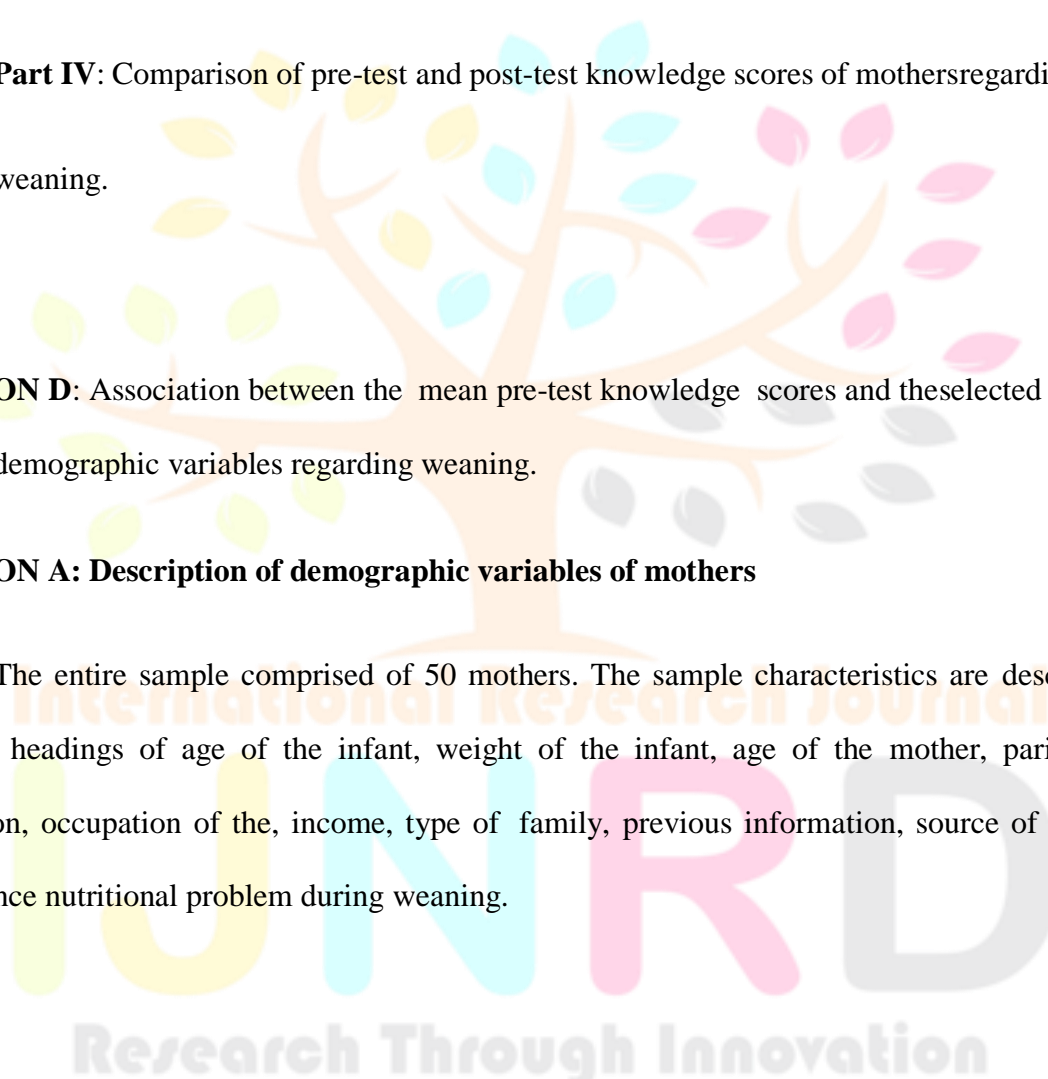 Part IV: Comparison of pre-test and post-test knowledge scores of mothersregardi
weaning.
ON D: Association between the mean pre-test knowledge scores and theselected
demographic variables regarding weaning.
ON A: Description of demographic variables of mothers
The entire sample comprised of 50 mothers. The sample characteristics are des
International Research Journal
headings of age of the infant, weight of the infant, age of the mother, pari
on, occupation of the, income, type of family, previous information, source of
nce nutritional problem during weaning.
IJNRD
Research Through Innovation